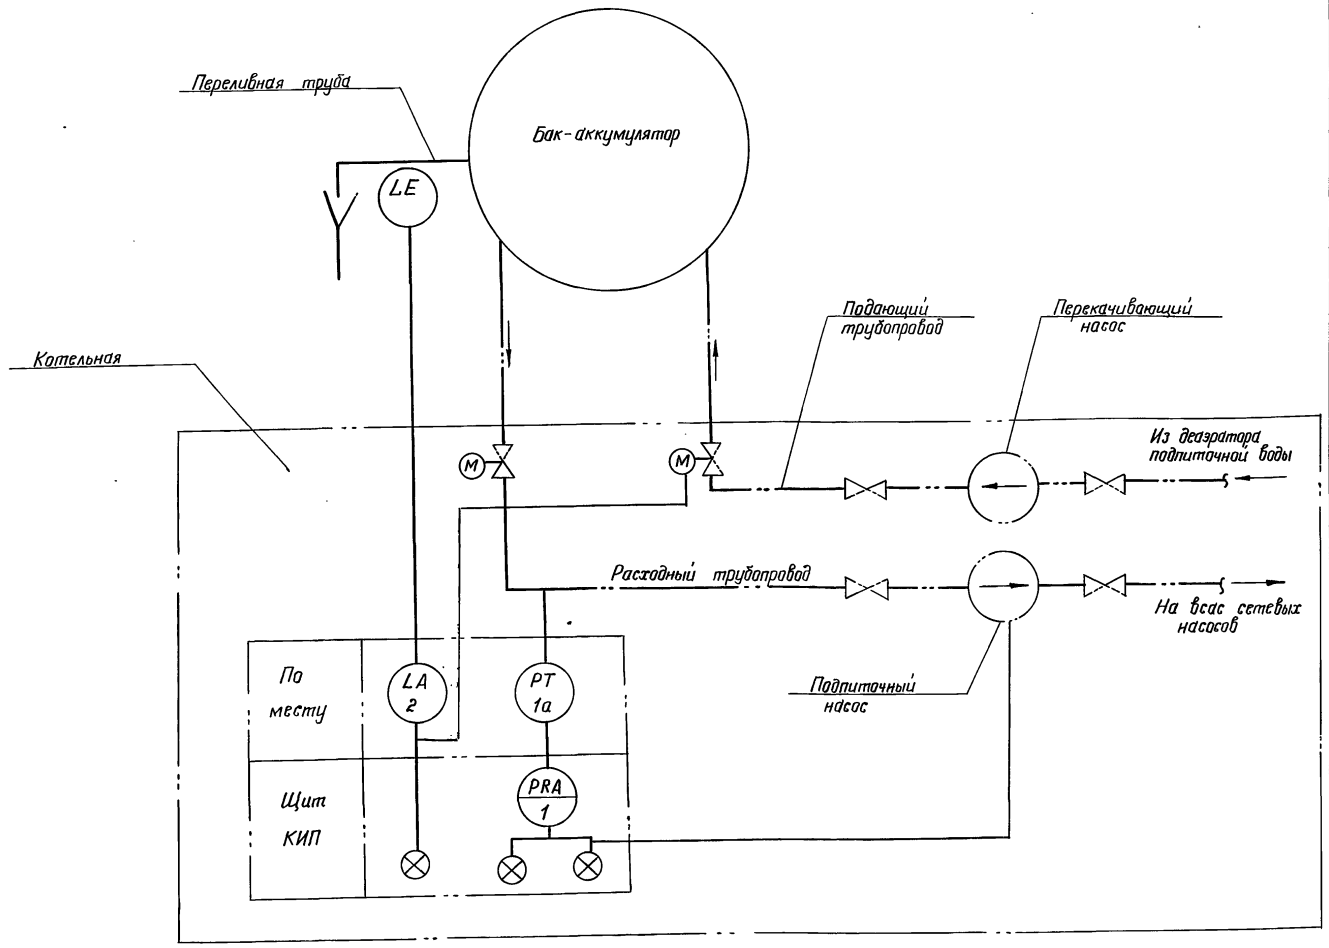 Переливная труба
Бак-аккумулятор
LE
Подающий
трубопровод
Перекачивающий
насос
Котельная
Из деаэратора
подпиточной воды
M
M
Расходный трубопровод
На всас сетевых
насосов
По
месту
LA
2
PT
1а
Подпиточный
насос
Щит
КИП
PRA
1